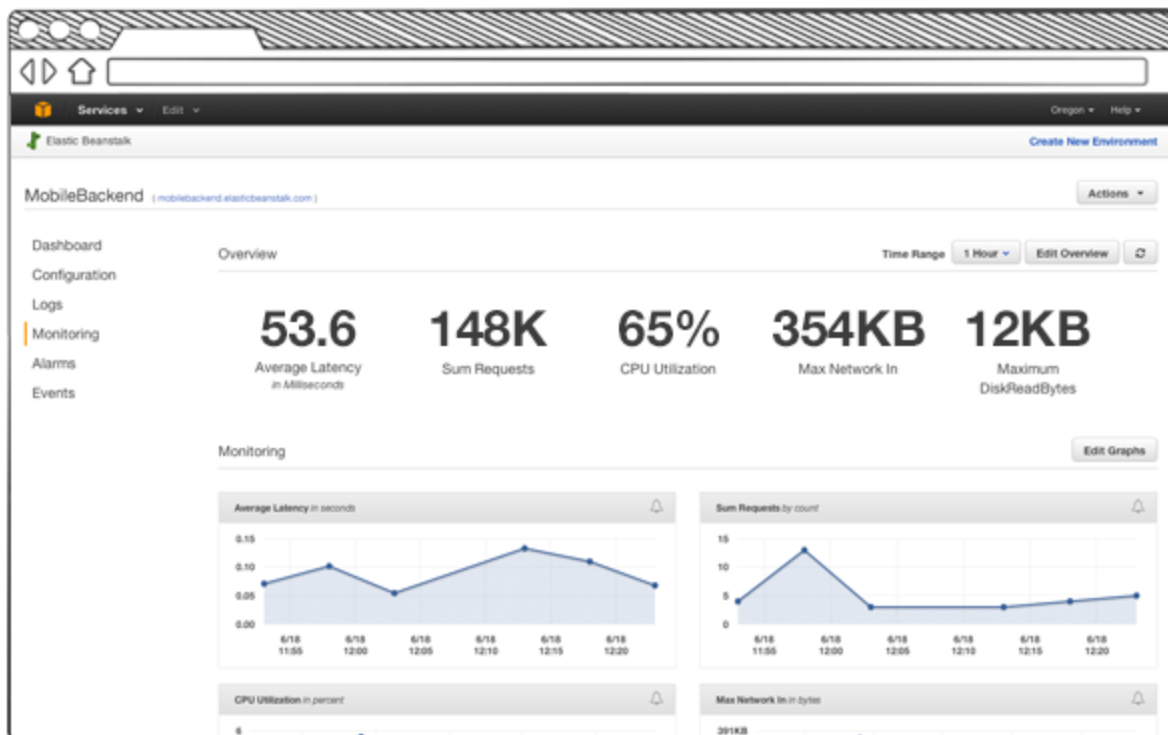 Services Edit Oregon Help
Elastic Beanstalk Create New Environment
MobileBackend ( mobilebackend.elasticbeanstalk.com ) Actions
Dashboard
Configuration
Logs
Monitoring
Alarms
Events
Overview Time Range 1 Hour Edit Overview
53.6 148K 65% 354KB 12KB
Average Latency Sum Requests CPU Utilization Max Network In Maximum
in Milliseconds DiskReadBytes
Monitoring Edit Graphs
Average Latency in seconds
0.15
0.10
0.05
0.00
6/18 6/18 6/18 6/18 6/18 6/18
11:55 12:00 12:05 12:10 12:15 12:20
Sum Requests by count
15
10
5
0
6/18 6/18 6/18 6/18 6/18 6/18
11:55 12:00 12:05 12:10 12:15 12:20
CPU Utilization in percent
6
Max Network In in bytes
391KB